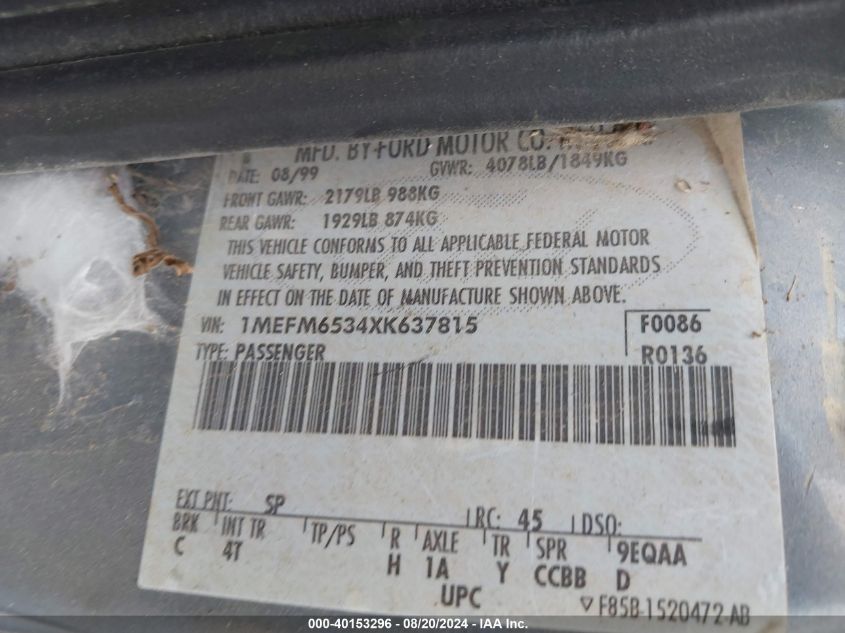 MFD. BY FORD MOTOR CO.
DATE: 08/99 GVWR: 4078LB/1849KG
FRONT GAWR: 2179LB 988KG
REAR GAWR: 1929LB 874KG
THIS VEHICLE CONFORMS TO ALL APPLICABLE FEDERAL MOTOR
VEHICLE SAFETY, BUMPER, AND THEFT PREVENTION STANDARDS
IN EFFECT ON THE DATE OF MANUFACTURE SHOWN ABOVE.
VIN: 1MEFM6534XK637815 F0086
TYPE: PASSENGER R0136
EXT PNT: SP RC: 45 DSO:
BRK INT TR TP/PS R AXLE TR SPR 9EQAA
C 4T H 1A Y CCBB D
UPC ▽F85B-1520472-AB
000-40153296 - 08/20/2024 - IAA Inc.